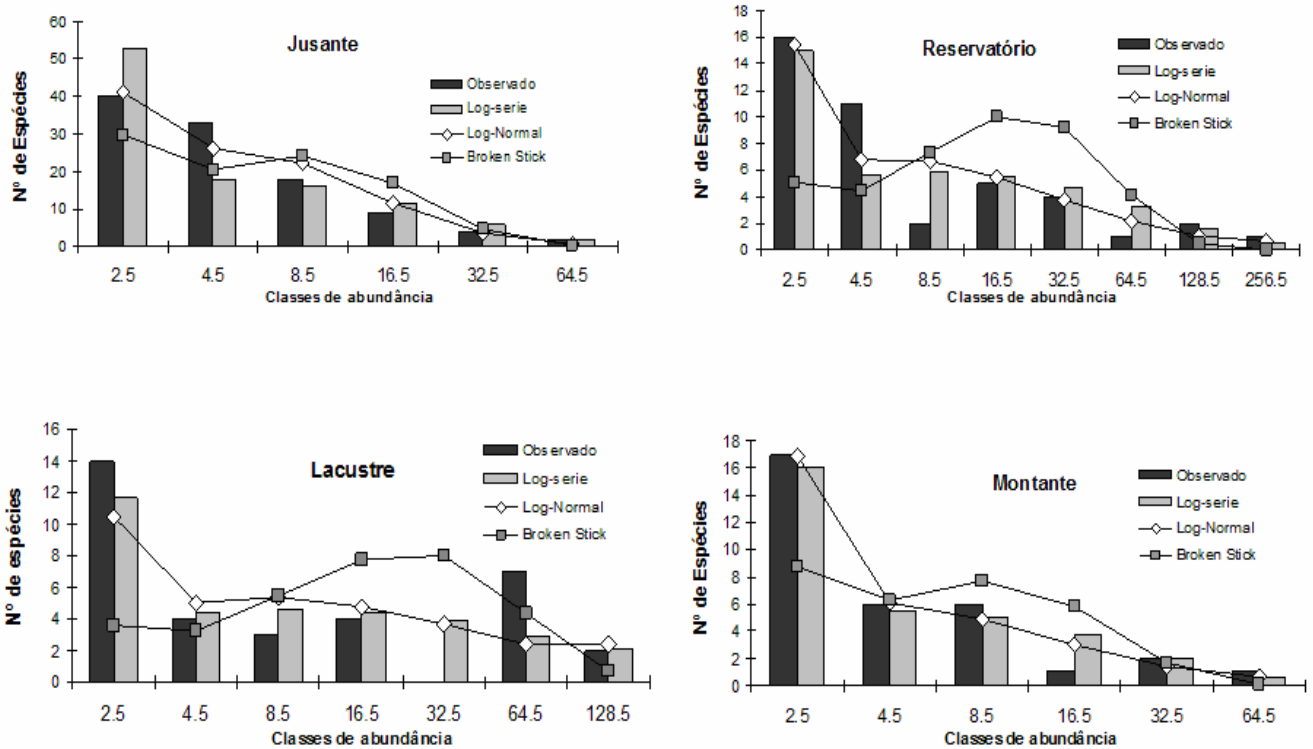 Jusante
Nº de Espécies
60
50
40
30
20
10
0
Observado
Log-serie
Log-Normal
Broken Stick
2.5 4.5 8.5 16.5 32.5 64.5
Classes de abundância
Reservatório
Nº de Espécies
18
16
14
12
10
8
6
4
2
0
Observado
Log-serie
Log-Normal
Broken Stick
2.5 4.5 8.5 16.5 32.5 64.5 128.5 256.5
Classes de abundância
Lacustre
Nº de espécies
16
14
12
10
8
6
4
2
0
Observado
Log-serie
Log-Normal
Broken Stick
2.5 4.5 8.5 16.5 32.5 64.5 128.5
Classes de abundância
Montante
Nº de Espécies
18
16
14
12
10
8
6
4
2
0
Observado
Log-serie
Log-Normal
Broken Stick
2.5 4.5 8.5 16.5 32.5 64.5
Classes de abundância